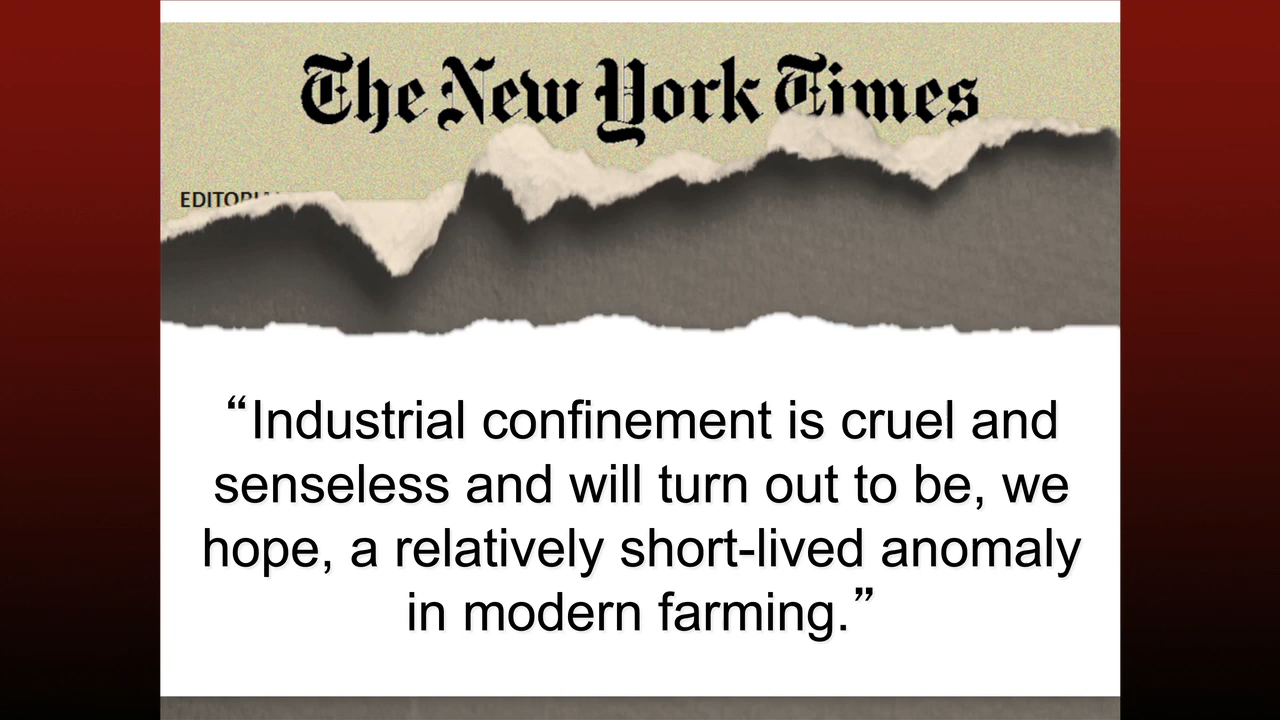 The New York Times
“Industrial confinement is cruel and
senseless and will turn out to be, we
hope, a relatively short-lived anomaly
in modern farming.”